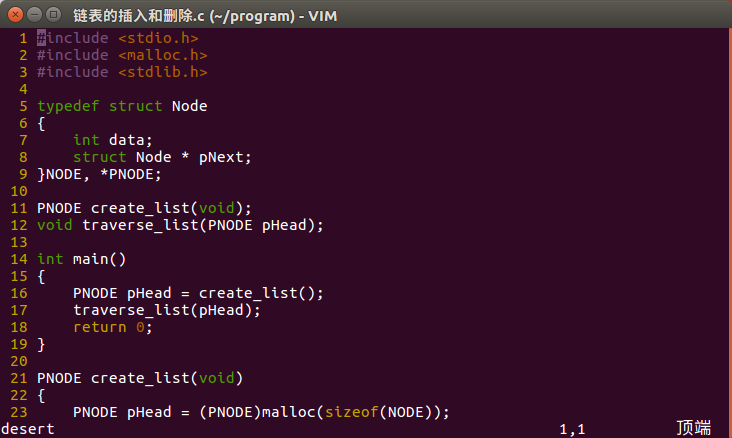 链表的插入和删除.c (~/program) - VIM
1 #include <stdio.h>
2 #include <malloc.h>
3 #include <stdlib.h>
4
5 typedef struct Node
6 {
7     int data;
8     struct Node * pNext;
9 }NODE, *PNODE;
10
11 PNODE create_list(void);
12 void traverse_list(PNODE pHead);
13
14 int main()
15 {
16     PNODE pHead = create_list();
17     traverse_list(pHead);
18     return 0;
19 }
20
21 PNODE create_list(void)
22 {
23     PNODE pHead = (PNODE)malloc(sizeof(NODE));
desert 1,1 顶端